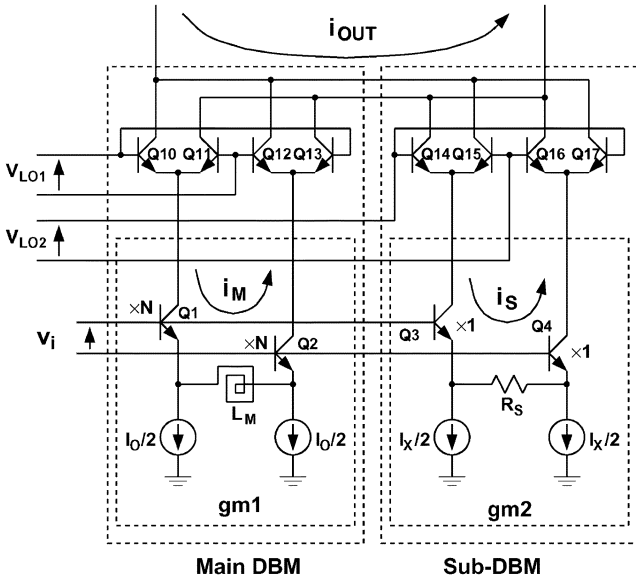 iOUT
Q10 Q11 Q12 Q13 Q14 Q15 Q16 Q17
VLO1
VLO2
iM
iS
×N Q1
Q3 ×1
Q4
vi
×N Q2
×1
LM
RS
IO/2 IO/2 IX/2 IX/2
gm1 gm2
Main DBM Sub-DBM